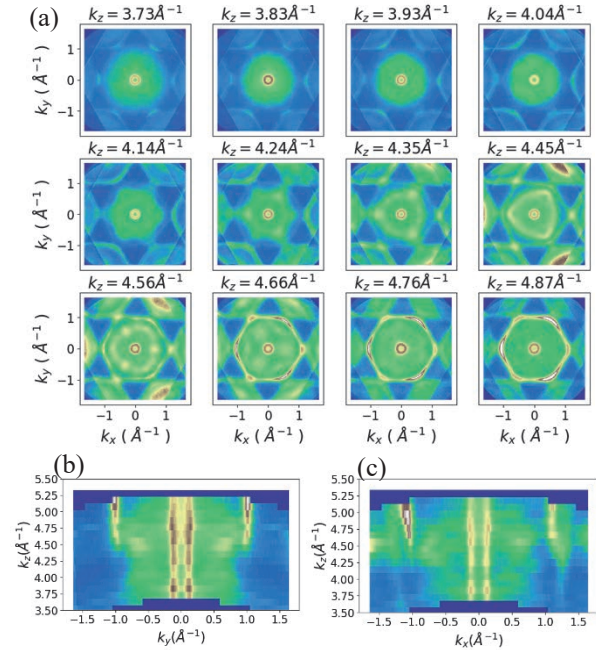 (a)
k_z = 3.73Å⁻¹ k_z = 3.83Å⁻¹ k_z = 3.93Å⁻¹ k_z = 4.04Å⁻¹
k_y ( Å⁻¹ )
1
0
−1
k_z = 4.14Å⁻¹ k_z = 4.24Å⁻¹ k_z = 4.35Å⁻¹ k_z = 4.45Å⁻¹
k_y ( Å⁻¹ )
1
0
−1
k_z = 4.56Å⁻¹ k_z = 4.66Å⁻¹ k_z = 4.76Å⁻¹ k_z = 4.87Å⁻¹
k_y ( Å⁻¹ )
1
0
−1
−1 0 1 −1 0 1 −1 0 1 −1 0 1
k_x ( Å⁻¹ ) k_x ( Å⁻¹ ) k_x ( Å⁻¹ ) k_x ( Å⁻¹ )
(b)
k_z(Å⁻¹)
5.50
5.25
5.00
4.75
4.50
4.25
4.00
3.75
3.50
−1.5 −1.0 −0.5 0.0 0.5 1.0 1.5
k_y(Å⁻¹)
(c)
k_z(Å⁻¹)
5.50
5.25
5.00
4.75
4.50
4.25
4.00
3.75
3.50
−1.5 −1.0 −0.5 0.0 0.5 1.0 1.5
k_x(Å⁻¹)